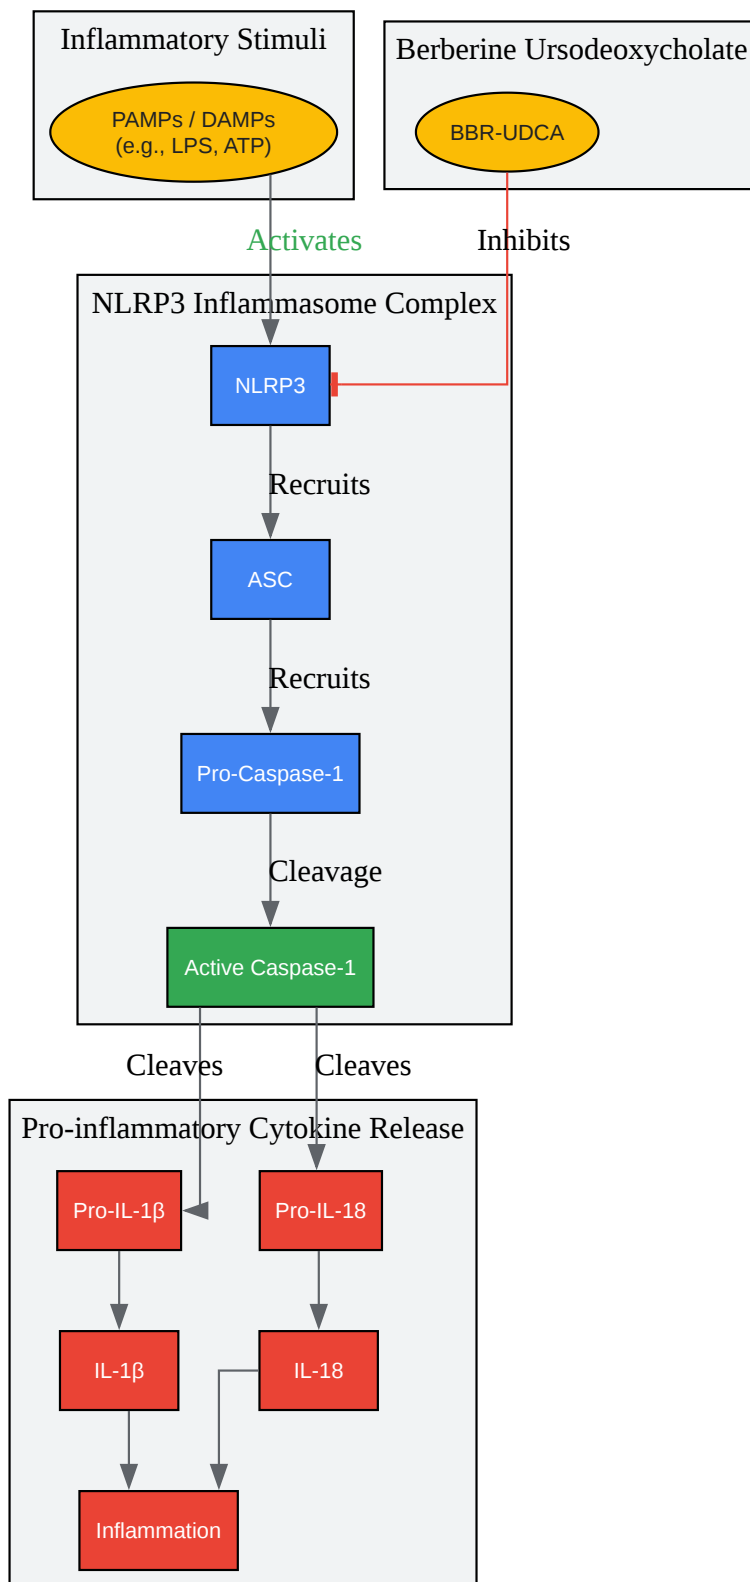 Inflammatory Stimuli
PAMPs / DAMPs
(e.g., LPS, ATP)
Berberine Ursodeoxycholate
BBR-UDCA
Activates
Inhibits
NLRP3 Inflammasome Complex
NLRP3
Recruits
ASC
Recruits
Pro-Caspase-1
Cleavage
Active Caspase-1
Cleaves
Cleaves
Pro-inflammatory Cytokine Release
Pro-IL-1β
Pro-IL-18
IL-1β
IL-18
Inflammation